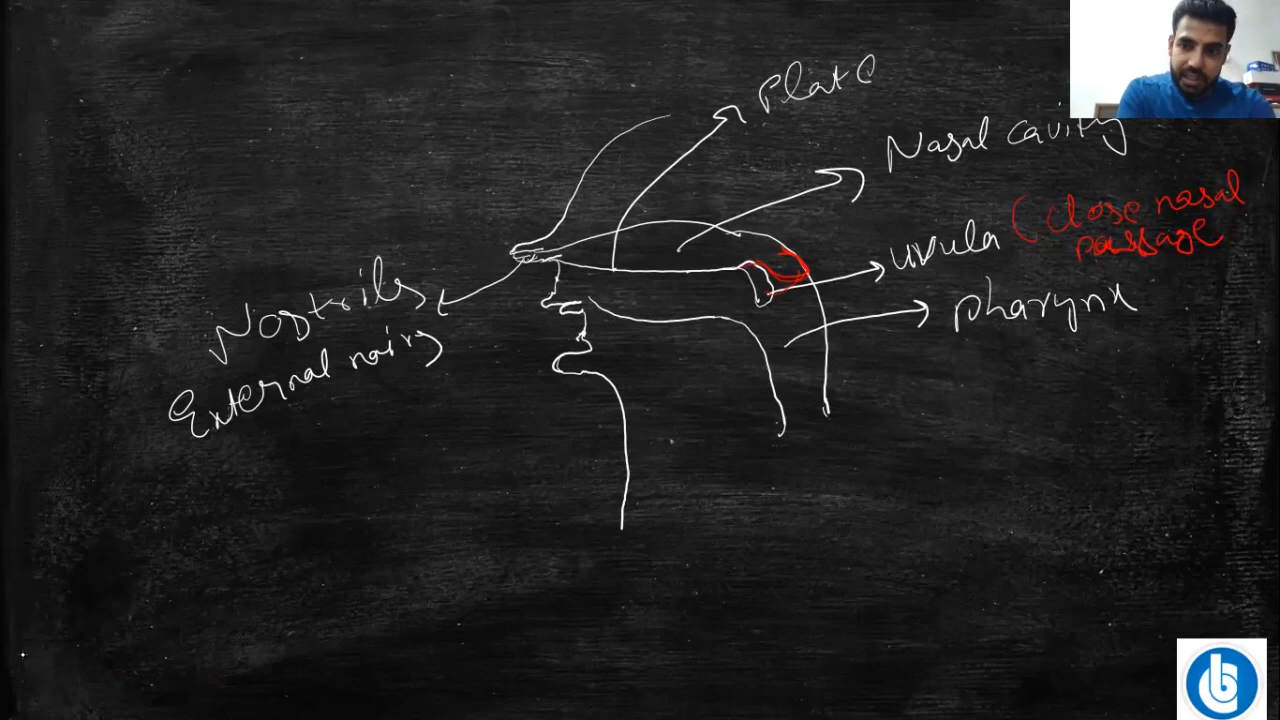 Plate
Nasal cavity
uvula (close nasal
passage
pharynx
Nostrils
External nairs